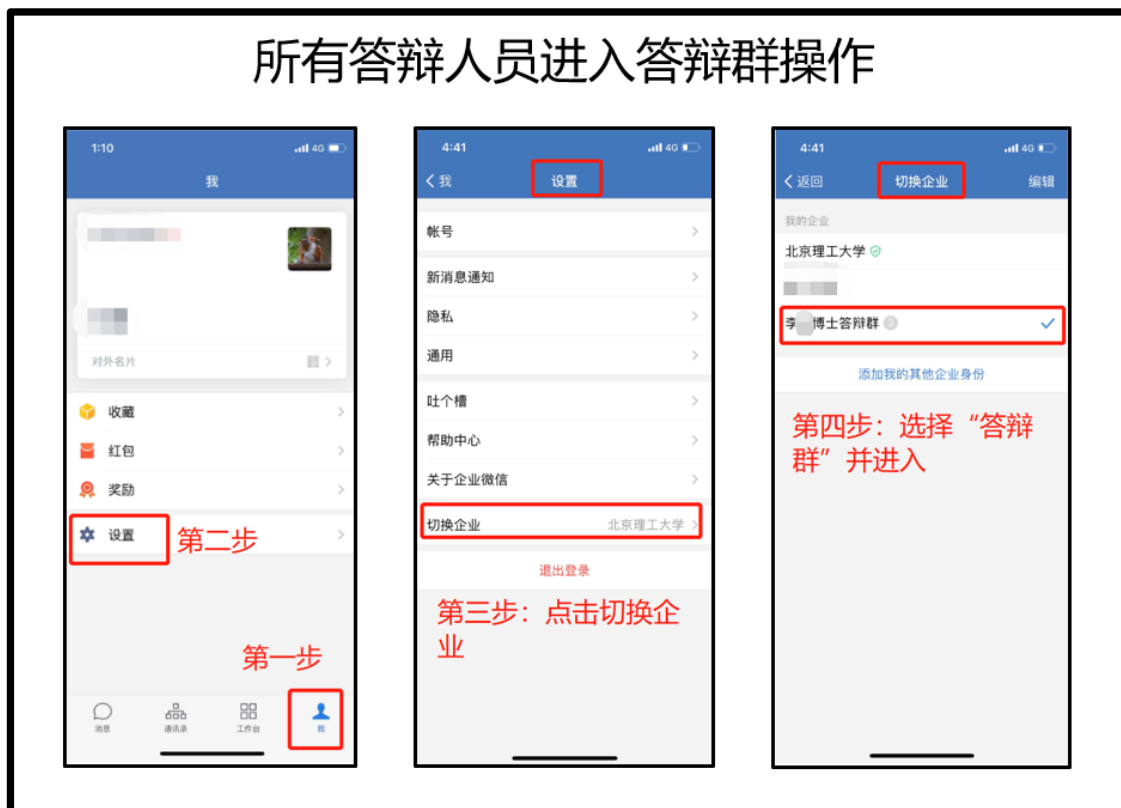 所有答辩人员进入答辩群操作
1:10
4G
我
对外名片
收藏
红包
奖励
设置
第二步
第一步
消息
通讯录
工作台
我
4:41
4G
我
设置
帐号
新消息通知
隐私
通用
吐个槽
帮助中心
关于企业微信
切换企业
北京理工大学
退出登录
第三步：点击切换企
业
4:41
4G
返回
切换企业
编辑
我的企业
北京理工大学
李 博士答辩群 2
添加我的其他企业身份
第四步：选择“答辩
群”并进入